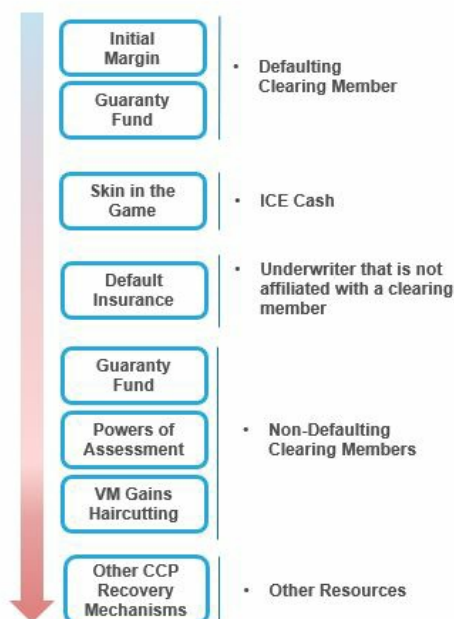 Initial
Margin
Guaranty
Fund
• Defaulting
Clearing Member
Skin in the
Game
• ICE Cash
Default
Insurance
• Underwriter that is not
affiliated with a clearing
member
Guaranty
Fund
Powers of
Assessment
VM Gains
Haircutting
• Non-Defaulting
Clearing Members
Other CCP
Recovery
Mechanisms
• Other Resources